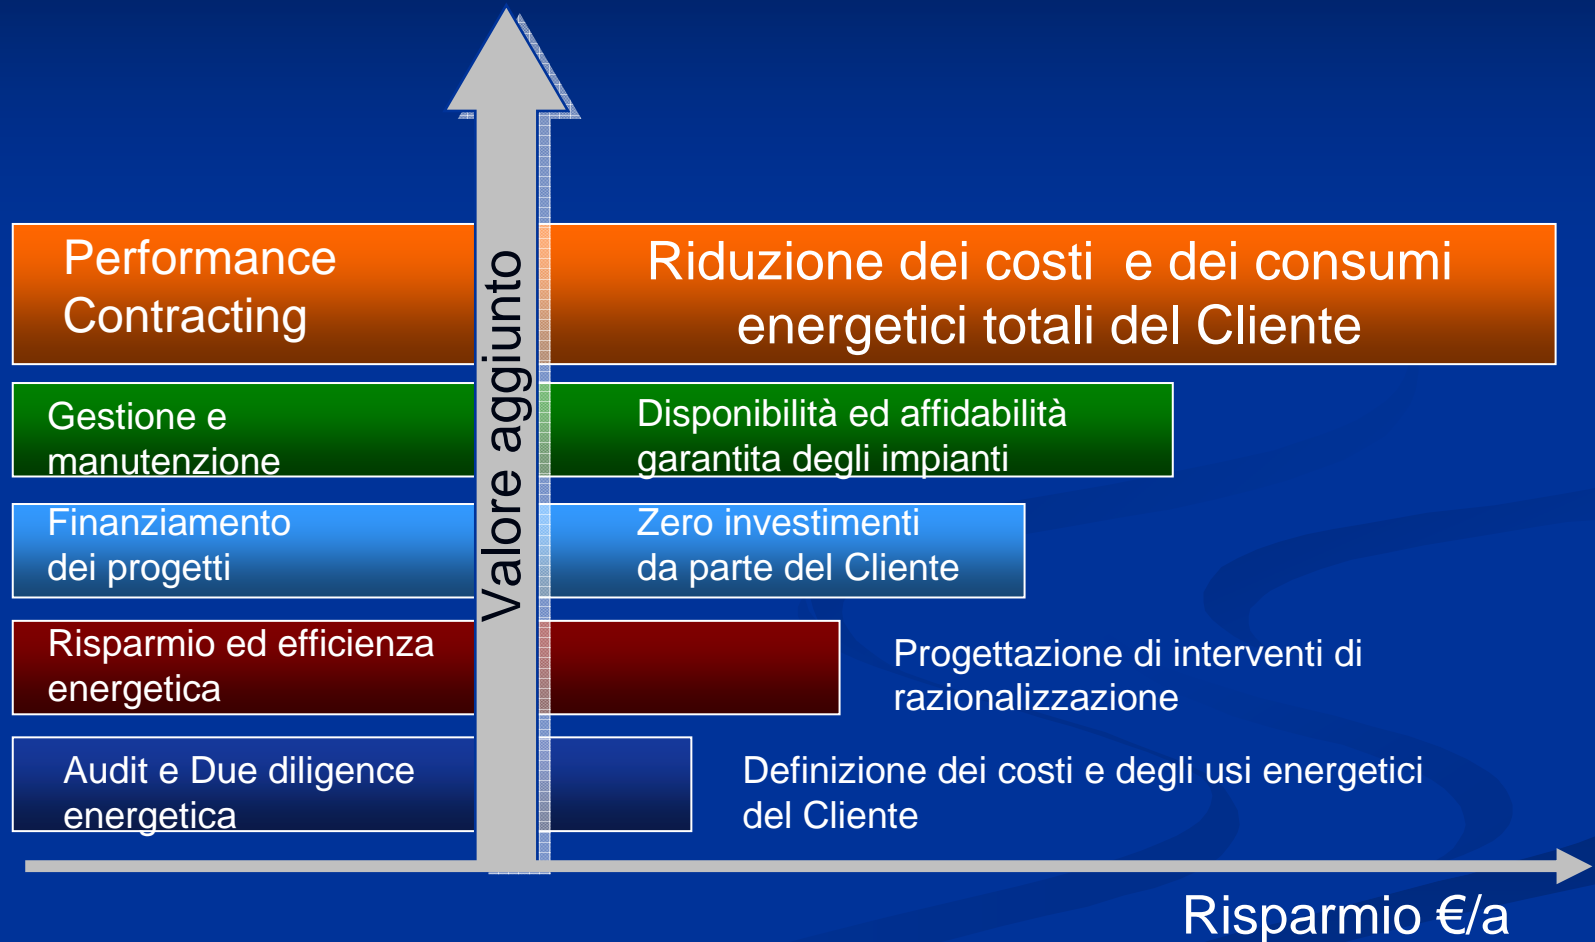 Performance
Contracting
Riduzione dei costi e dei consumi
energetici totali del Cliente
Valore aggiunto
Gestione e
manutenzione
Disponibilità ed affidabilità
garantita degli impianti
Finanziamento
dei progetti
Zero investimenti
da parte del Cliente
Risparmio ed efficienza
energetica
Progettazione di interventi di
razionalizzazione
Audit e Due diligence
energetica
Definizione dei costi e degli usi energetici
del Cliente
Risparmio €/a